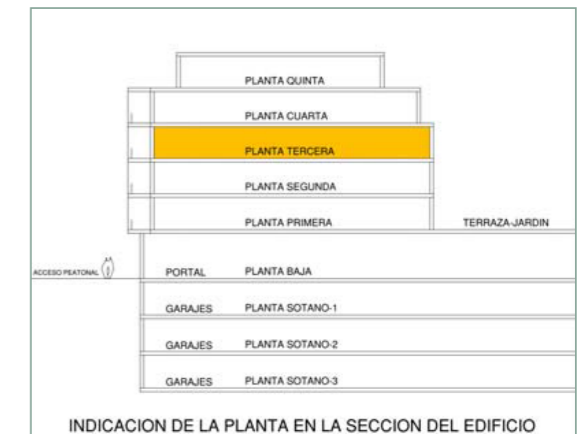 PLANTA QUINTA
PLANTA CUARTA
PLANTA TERCERA
PLANTA SEGUNDA
PLANTA PRIMERA TERRAZA-JARDIN
ACCESO PEATONAL PORTAL PLANTA BAJA
GARAJES PLANTA SOTANO-1
GARAJES PLANTA SOTANO-2
GARAJES PLANTA SOTANO-3
INDICACION DE LA PLANTA EN LA SECCION DEL EDIFICIO